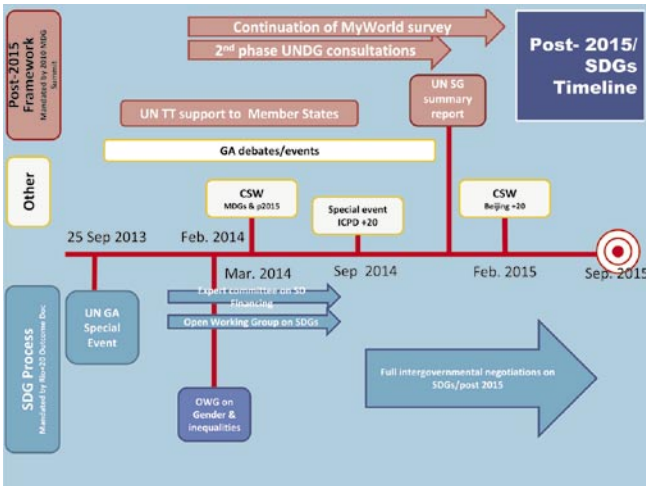 Post-2015
Framework
Mandated by 2010 MDG
Summit
Continuation of MyWorld survey
2nd phase UNDG consultations
Post- 2015/
SDGs
Timeline
UN SG
summary
report
UN TT support to Member States
GA debates/events
Other
CSW
MDGs & p2015
Special event
ICPD +20
CSW
Beijing +20
25 Sep 2013
Feb. 2014
Mar. 2014
Sep 2014
Feb. 2015
Sep. 2015
SDG Process
Mandated by Rio+20 Outcome Doc
UN GA
Special
Event
Expert committee on SD
Financing
Open Working Group on SDGs
OWG on
Gender &
inequalities
Full intergovernmental negotiations on
SDGs/post 2015